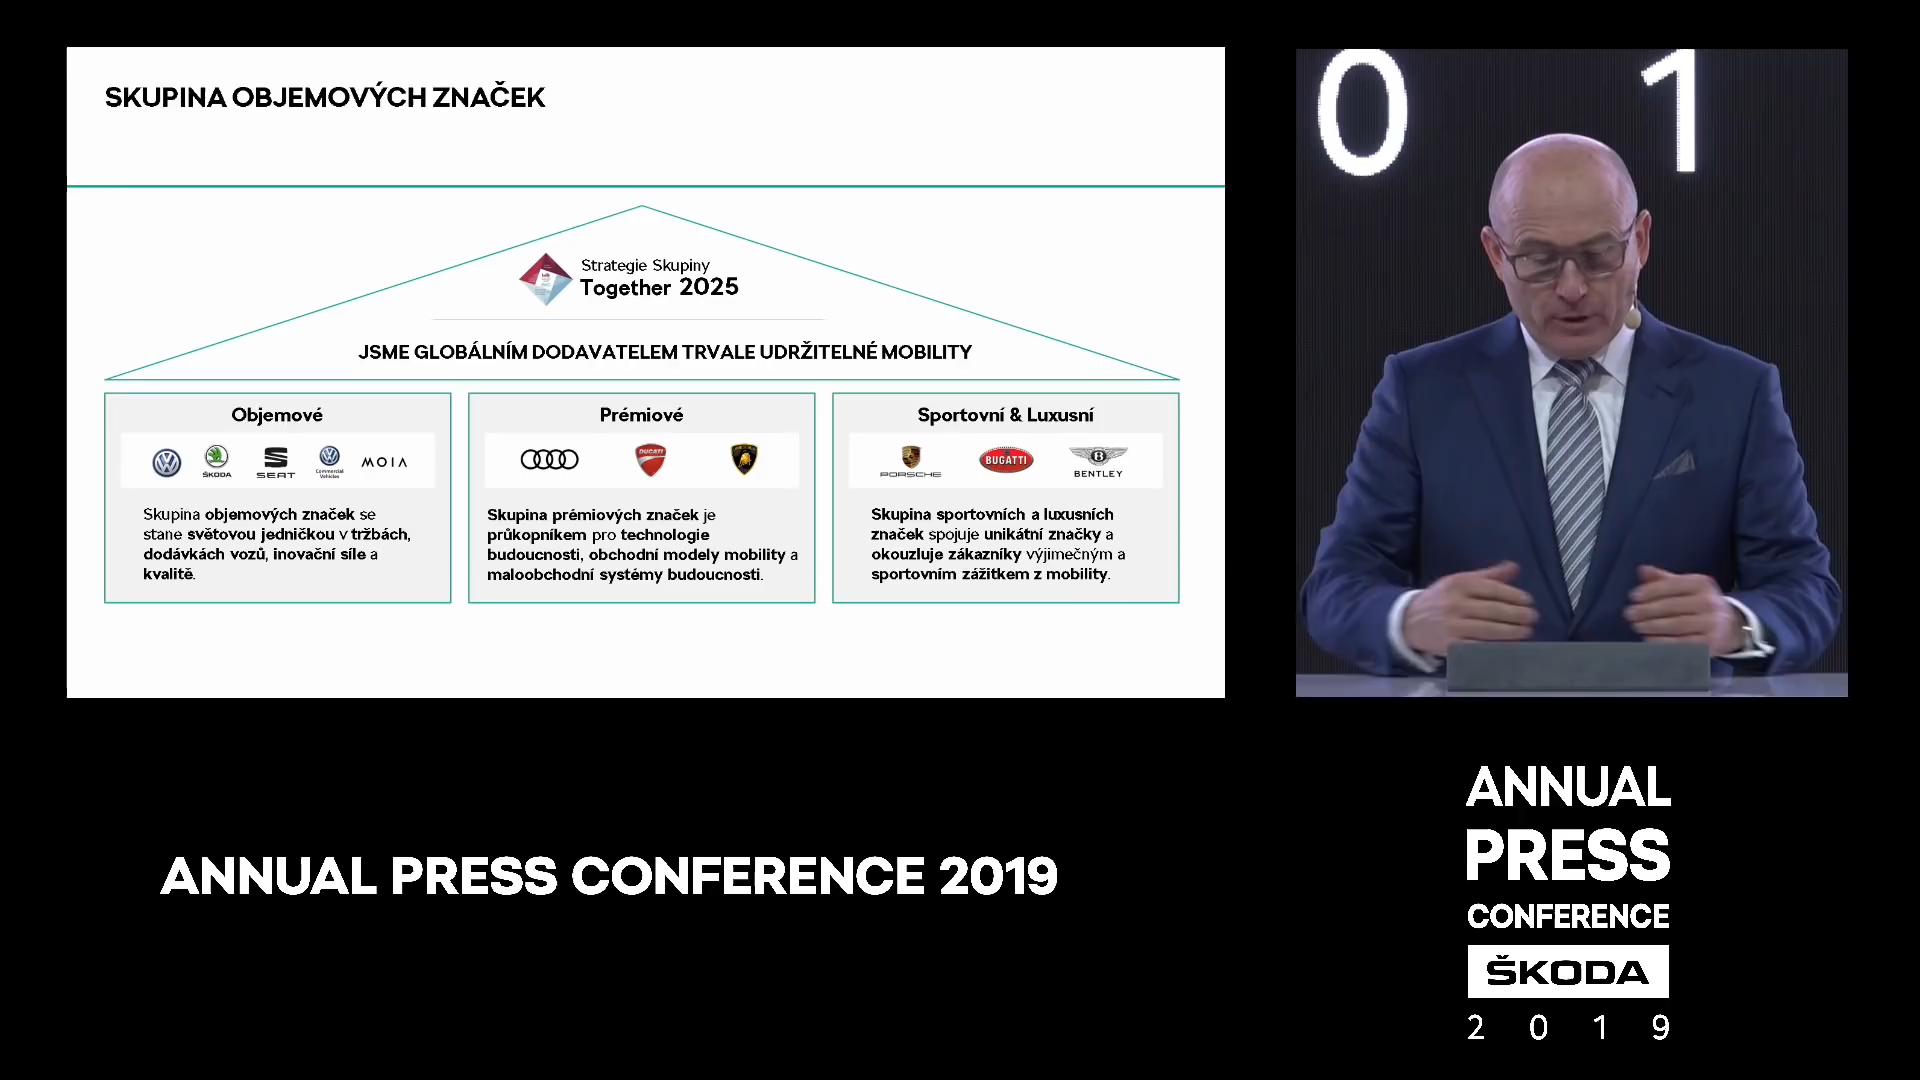 SKUPINA OBJEMOVÝCH ZNAČEK
Strategie Skupiny
Together 2025
JSME GLOBÁLNÍM DODAVATELEM TRVALE UDRŽITELNÉ MOBILITY
Objemové
ŠKODA
SEAT
Commercial
Vehicles
MOIA
Skupina objemových značek se
stane světovou jedničkou v tržbách,
dodávkách vozů, inovační síle a
kvalitě.
Prémiové
DUCATI
Skupina prémiových značek je
průkopníkem pro technologie
budoucnosti, obchodní modely mobility a
maloobchodní systémy budoucnosti.
Sportovní & Luxusní
PORSCHE
BUGATTI
B
BENTLEY
Skupina sportovních a luxusních
značek spojuje unikátní značky a
okouzluje zákazníky výjimečným a
sportovním zážitkem z mobility.
0 1
ANNUAL PRESS CONFERENCE 2019
ANNUAL
PRESS
CONFERENCE
ŠKODA
2 0 1 9